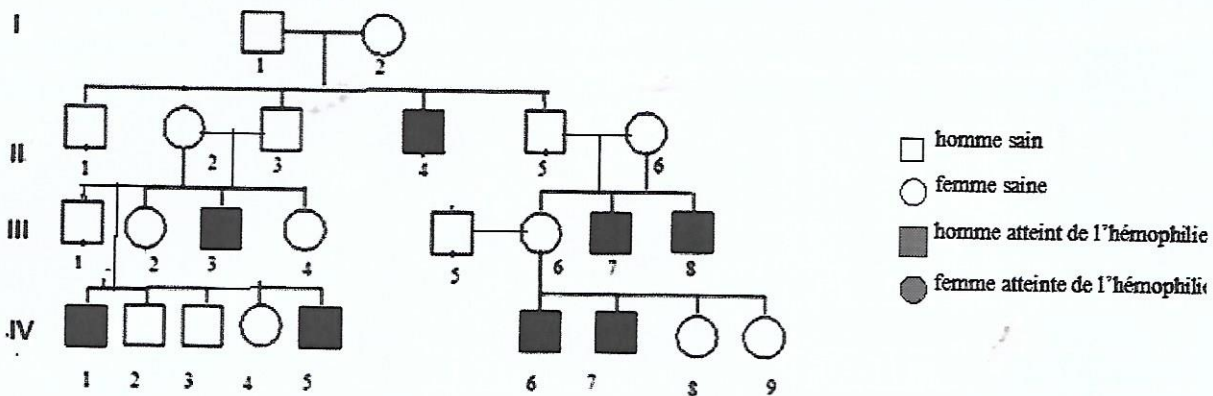 I
1 2
II
1 2 3 4 5 6
III
1 2 3 4 5 6 7 8
.IV
1 2 3 4 5 6 7 8 9
homme sain
femme saine
homme atteint de l'hémophilie
femme atteinte de l'hémophili